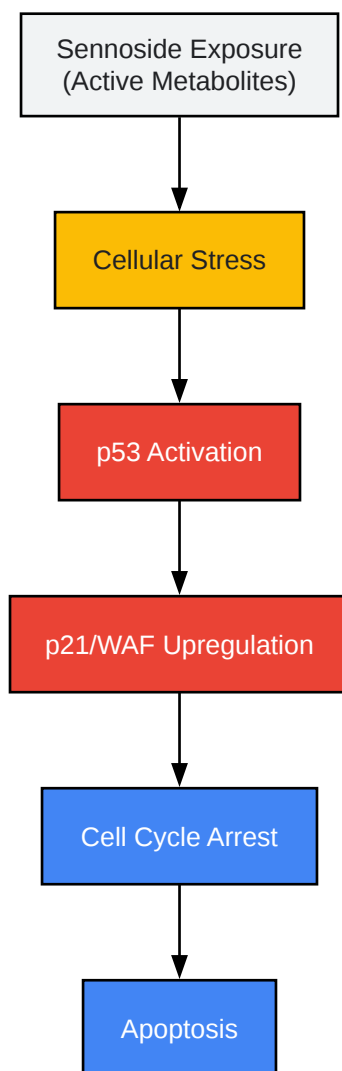 Sennoside Exposure
(Active Metabolites)
Cellular Stress
p53 Activation
p21/WAF Upregulation
Cell Cycle Arrest
Apoptosis